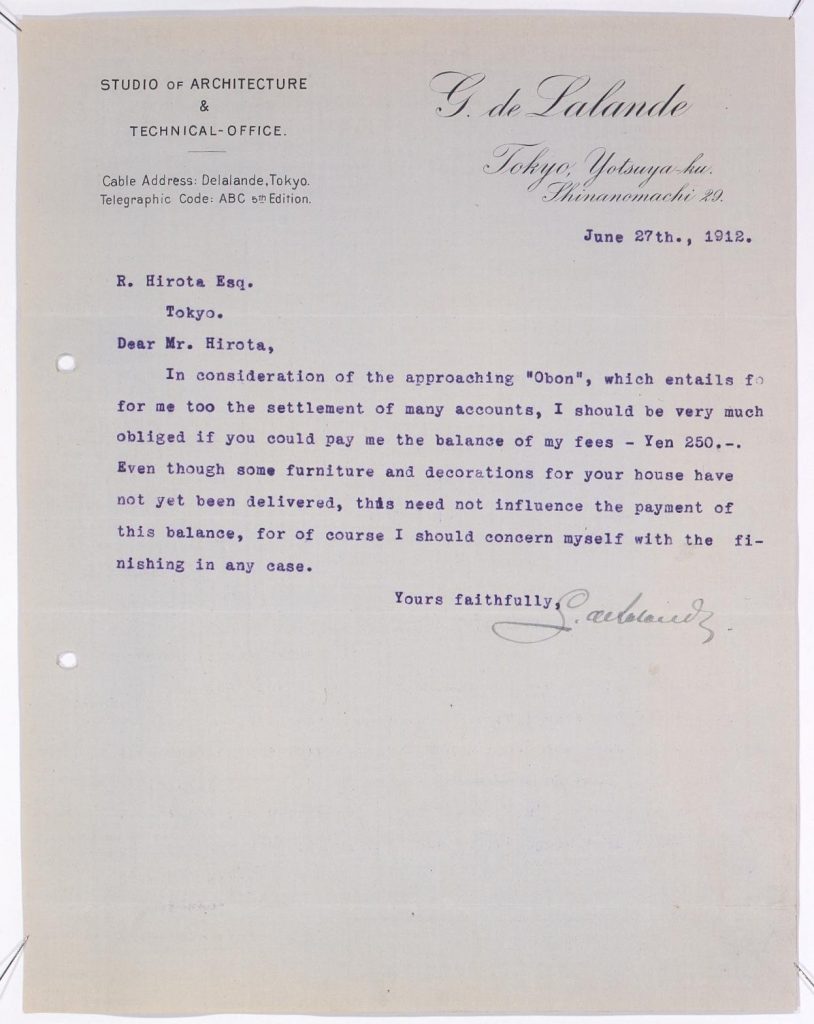 STUDIO OF ARCHITECTURE
&
TECHNICAL-OFFICE.
Cable Address: Delalande, Tokyo.
Telegraphic Code: ABC 5th Edition.
G. de Lalande
Tokyo, Yotsuya-ku.
Shinanomachi 29.
June 27th., 1912.
R. Hirota Esq.
Tokyo.
Dear Mr. Hirota,
In consideration of the approaching "Obon", which entails fo
for me too the settlement of many accounts, I should be very much
obliged if you could pay me the balance of my fees - Yen 250.-.
Even though some furniture and decorations for your house have
not yet been delivered, this need not influence the payment of
this balance, for of course I should concern myself with the fi-
nishing in any case.
Yours faithfully,
G. de Lalande